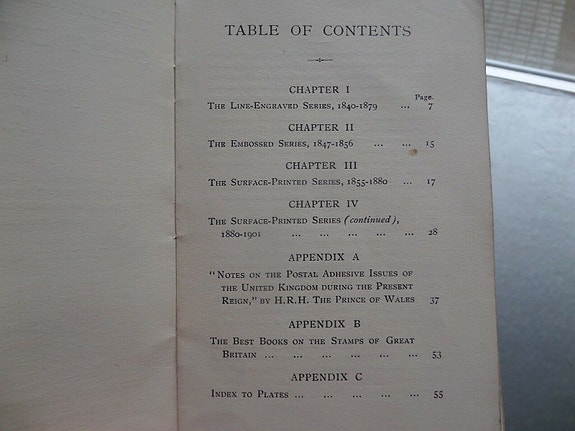 TABLE OF CONTENTS
CHAPTER I
Page.
THE LINE-ENGRAVED SERIES, 1840-1879 ... 7
CHAPTER II
THE EMBOSSED SERIES, 1847-1856 ... ... 15
CHAPTER III
THE SURFACE-PRINTED SERIES, 1855-1880 ... 17
CHAPTER IV
THE SURFACE-PRINTED SERIES (continued),
1880-1901 ... ... ... ... ... 28
APPENDIX A
"NOTES ON THE POSTAL ADHESIVE ISSUES OF
THE UNITED KINGDOM DURING THE PRESENT
REIGN," BY H.R.H. THE PRINCE OF WALES 37
APPENDIX B
THE BEST BOOKS ON THE STAMPS OF GREAT
BRITAIN ... ... ... ... ... ... 53
APPENDIX C
INDEX TO PLATES ... ... ... ... ... 55